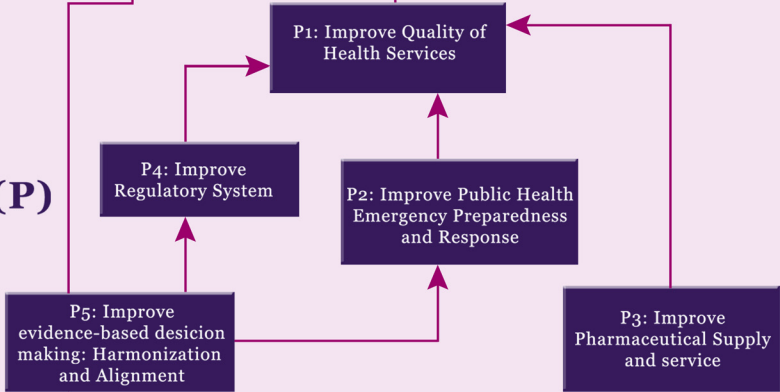 P1: Improve Quality of
Health Services
P4: Improve
Regulatory System
(P)
P2: Improve Public Health
Emergency Preparedness
and Response
P5: Improve
evidence-based desicion
making: Harmonization
and Alignment
P3: Improve
Pharmaceutical Supply
and service